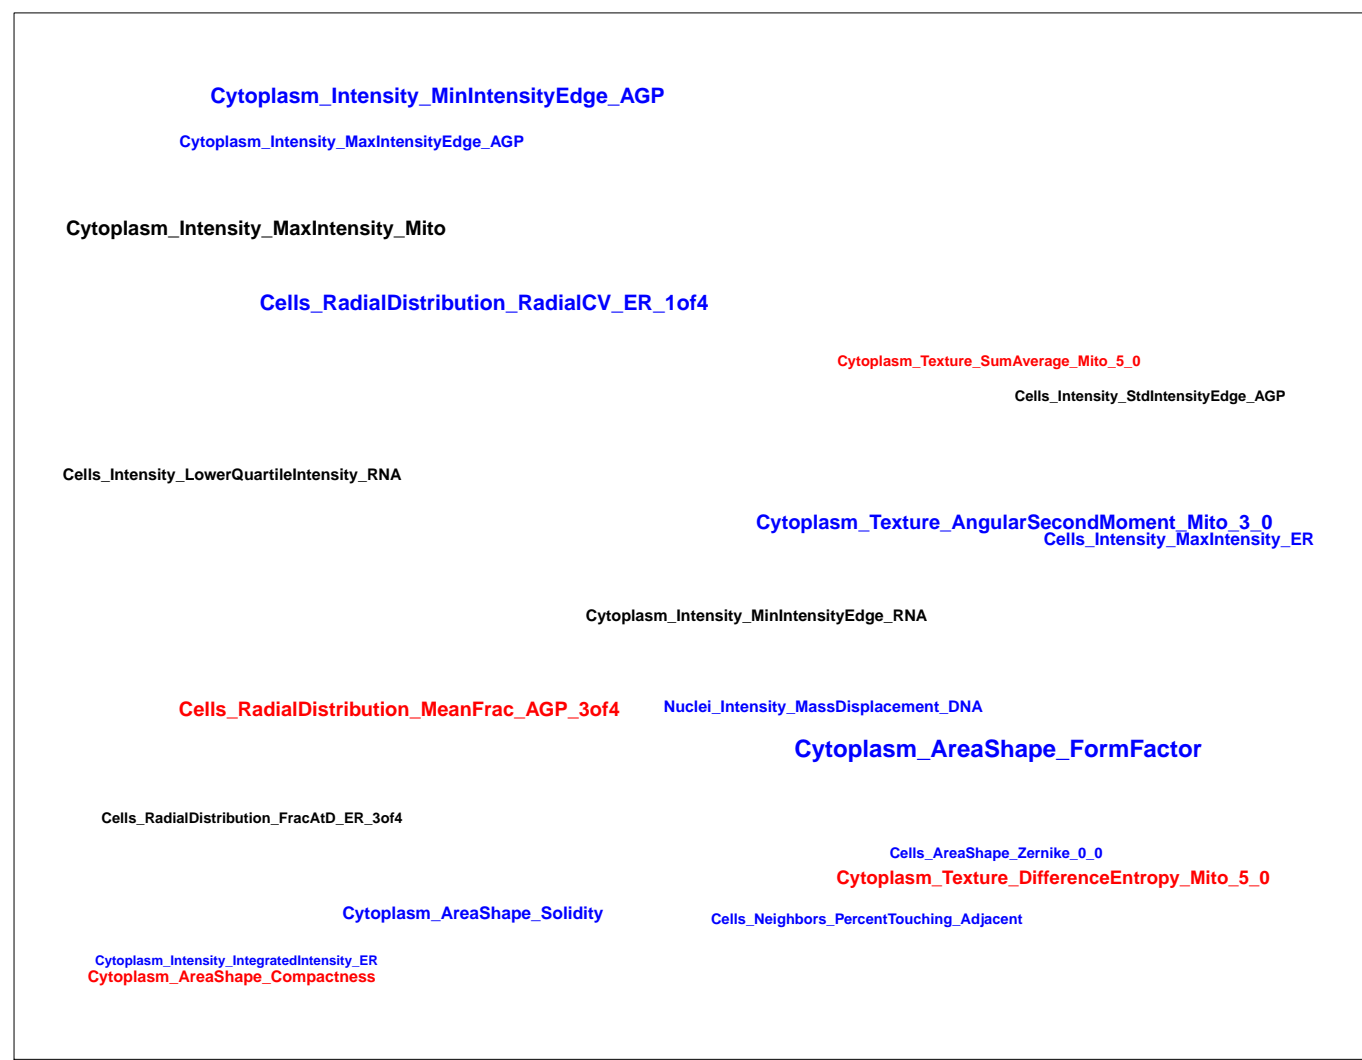 Cytoplasm_Intensity_MinIntensityEdge_AGP
Cytoplasm_Intensity_MaxIntensityEdge_AGP
Cytoplasm_Intensity_MaxIntensity_Mito
Cells_RadialDistribution_RadialCV_ER_1of4
Cytoplasm_Texture_SumAverage_Mito_5_0
Cells_Intensity_StdIntensityEdge_AGP
Cells_Intensity_LowerQuartileIntensity_RNA
Cytoplasm_Texture_AngularSecondMoment_Mito_3_0
Cells_Intensity_MaxIntensity_ER
Cytoplasm_Intensity_MinIntensityEdge_RNA
Cells_RadialDistribution_MeanFrac_AGP_3of4
Nuclei_Intensity_MassDisplacement_DNA
Cytoplasm_AreaShape_FormFactor
Cells_RadialDistribution_FracAtD_ER_3of4
Cells_AreaShape_Zernike_0_0
Cytoplasm_Texture_DifferenceEntropy_Mito_5_0
Cytoplasm_AreaShape_Solidity
Cells_Neighbors_PercentTouching_Adjacent
Cytoplasm_Intensity_IntegratedIntensity_ER
Cytoplasm_AreaShape_Compactness